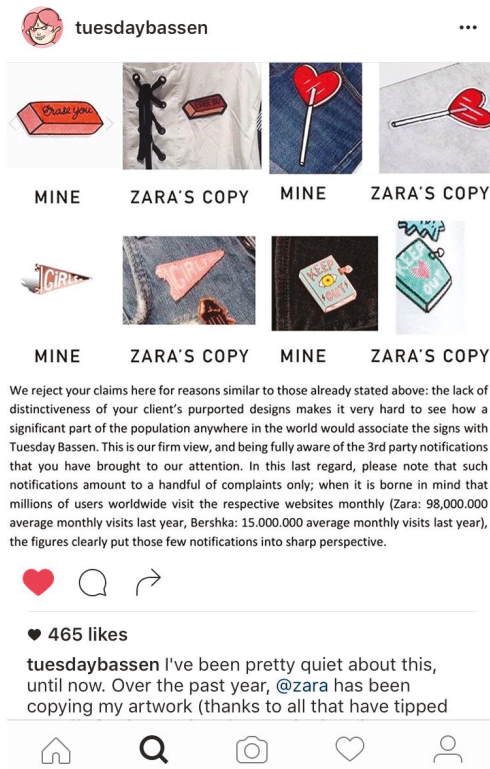 tuesdaybassen
Erase you
MINE
ZARA'S COPY
MINE
ZARA'S COPY
GiRL
GiRL
KEEP
OUT!
KEEP
OUT
MINE
ZARA'S COPY
MINE
ZARA'S COPY
We reject your claims here for reasons similar to those already stated above: the lack of
distinctiveness of your client's purported designs makes it very hard to see how a
significant part of the population anywhere in the world would associate the signs with
Tuesday Bassen. This is our firm view, and being fully aware of the 3rd party notifications
that you have brought to our attention. In this last regard, please note that such
notifications amount to a handful of complaints only; when it is borne in mind that
millions of users worldwide visit the respective websites monthly (Zara: 98,000.000
average monthly visits last year, Bershka: 15.000.000 average monthly visits last year),
the figures clearly put those few notifications into sharp perspective.
465 likes
tuesdaybassen I've been pretty quiet about this,
until now. Over the past year, @zara has been
copying my artwork (thanks to all that have tipped